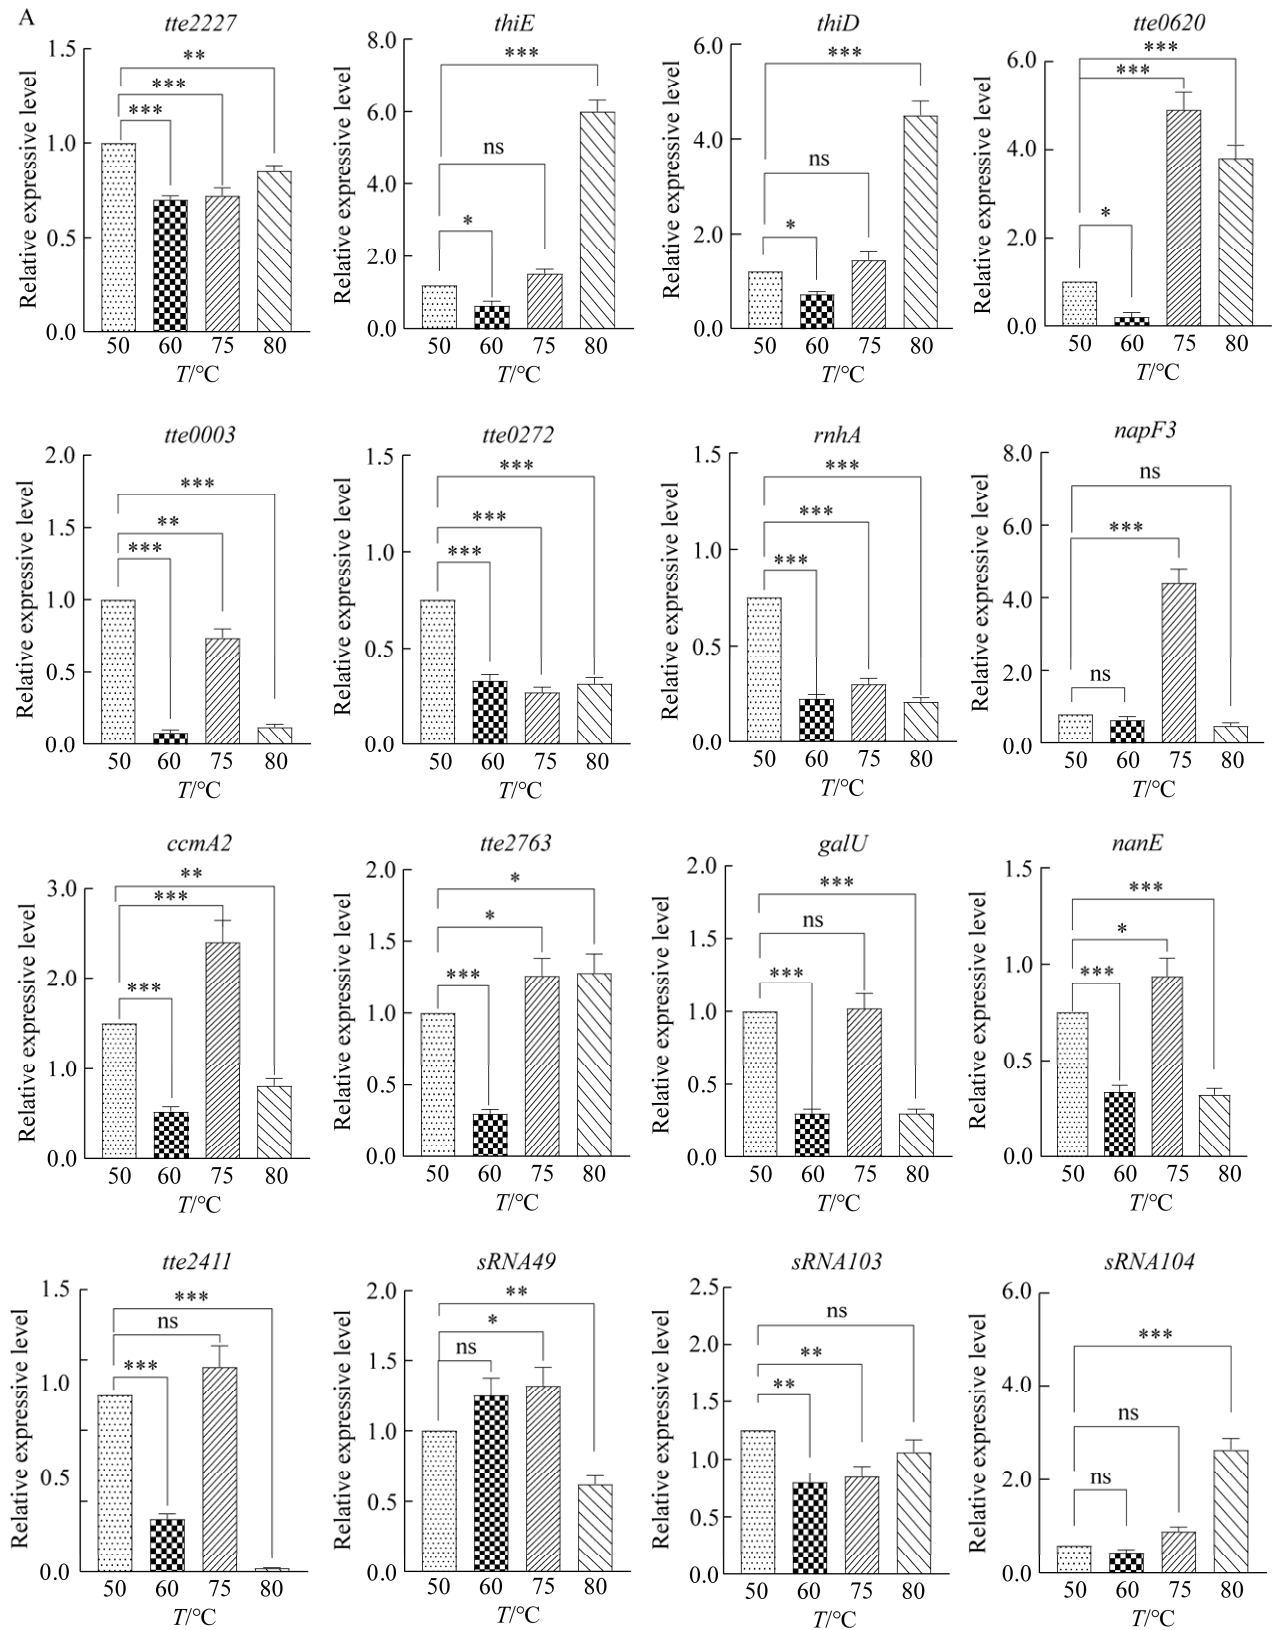 A
tte2227
thiE
thiD
tte0620
Relative expressive level
1.5
1.0
0.5
0.0
**
***
***
50 60 75 80
T/°C
Relative expressive level
8.0
6.0
4.0
2.0
0.0
***
ns
*
50 60 75 80
T/°C
Relative expressive level
6.0
4.0
2.0
0.0
***
ns
*
50 60 75 80
T/°C
Relative expressive level
6.0
4.0
2.0
0.0
***
***
*
50 60 75 80
T/°C
tte0003
tte0272
rnhA
napF3
Relative expressive level
2.0
1.5
1.0
0.5
0.0
***
**
***
50 60 75 80
T/°C
Relative expressive level
1.5
1.0
0.5
0.0
***
***
***
50 60 75 80
T/°C
Relative expressive level
1.5
1.0
0.5
0.0
***
***
***
50 60 75 80
T/°C
Relative expressive level
8.0
6.0
4.0
2.0
0.0
ns
***
ns
50 60 75 80
T/°C
ccmA2
tte2763
galU
nanE
Relative expressive level
3.0
2.0
1.0
0.0
**
***
***
50 60 75 80
T/°C
Relative expressive level
2.0
1.5
1.0
0.5
0.0
*
*
***
50 60 75 80
T/°C
Relative expressive level
2.0
1.5
1.0
0.5
0.0
***
ns
***
50 60 75 80
T/°C
Relative expressive level
1.5
1.0
0.5
0.0
***
*
***
50 60 75 80
T/°C
tte2411
sRNA49
sRNA103
sRNA104
Relative expressive level
1.5
1.0
0.5
0.0
***
ns
***
50 60 75 80
T/°C
Relative expressive level
2.0
1.5
1.0
0.5
0.0
**
*
ns
50 60 75 80
T/°C
Relative expressive level
2.5
2.0
1.5
1.0
0.5
0.0
ns
**
**
50 60 75 80
T/°C
Relative expressive level
6.0
4.0
2.0
0.0
***
ns
ns
50 60 75 80
T/°C